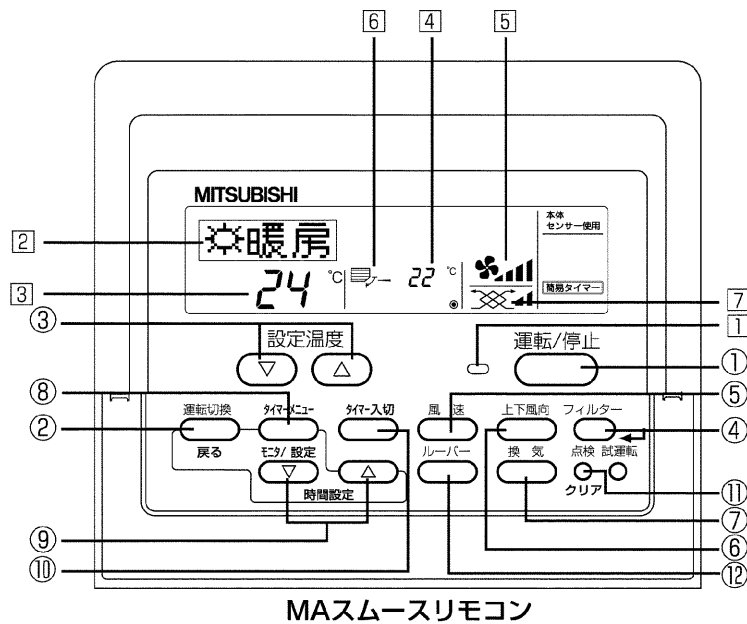 6 4 5
MITSUBISHI
2 暖房
本体
センサー使用
3 24 ℃ 22 ℃
簡易タイマー
7
1
③ 設定温度 運転/停止 ①
▽ △
⑧ ⑤
運転切換 タイマーメニュー タイマー入切 風 速 上下風向 フィルター
② ④
戻る モニタ/設定 ルーバー 換 気 点検 試運転
▽ △
時間設定 クリア ⑪
⑨ ⑦
⑩ ⑥
⑫
MAスムースリモコン